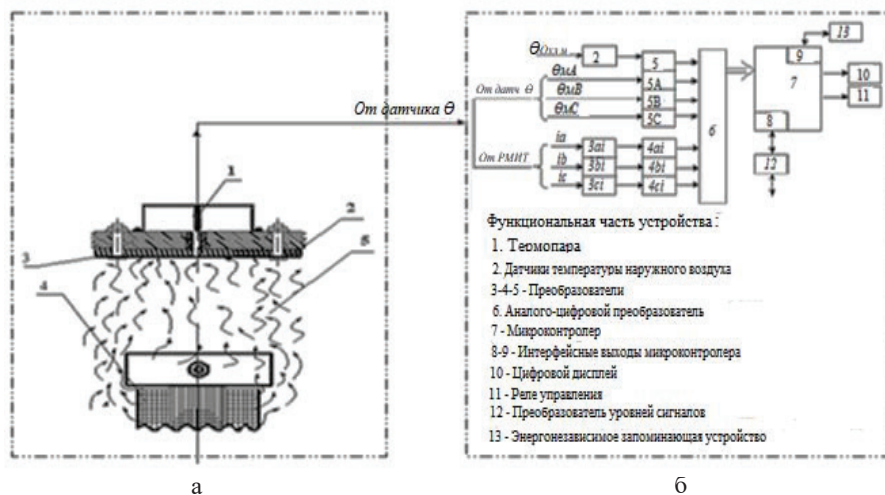 От датчика Θ
1
2
3
5
4
а
ΘОхл.м
2
5
От датч Θ
ΘмА
5A
ΘмВ
5B
ΘмС
5C
От РМИТ
ia
3ai
4ai
ib
3bi
4bi
ic
3ci
4ci
6
13
9
7
10
11
8
12
Функциональная часть устройства:
1. Термопара
2. Датчики температуры наружного воздуха
3-4-5 - Преобразователи
6. Аналого-цифровой преобразователь
7 - Микроконтролер
8-9 - Интерфейсные выходы микроконтролера
10 - Цифровой дисплей
11 - Реле управления
12 - Преобразователь уровней сигналов
13 - Энергонезависимое запоминающая устройство
б